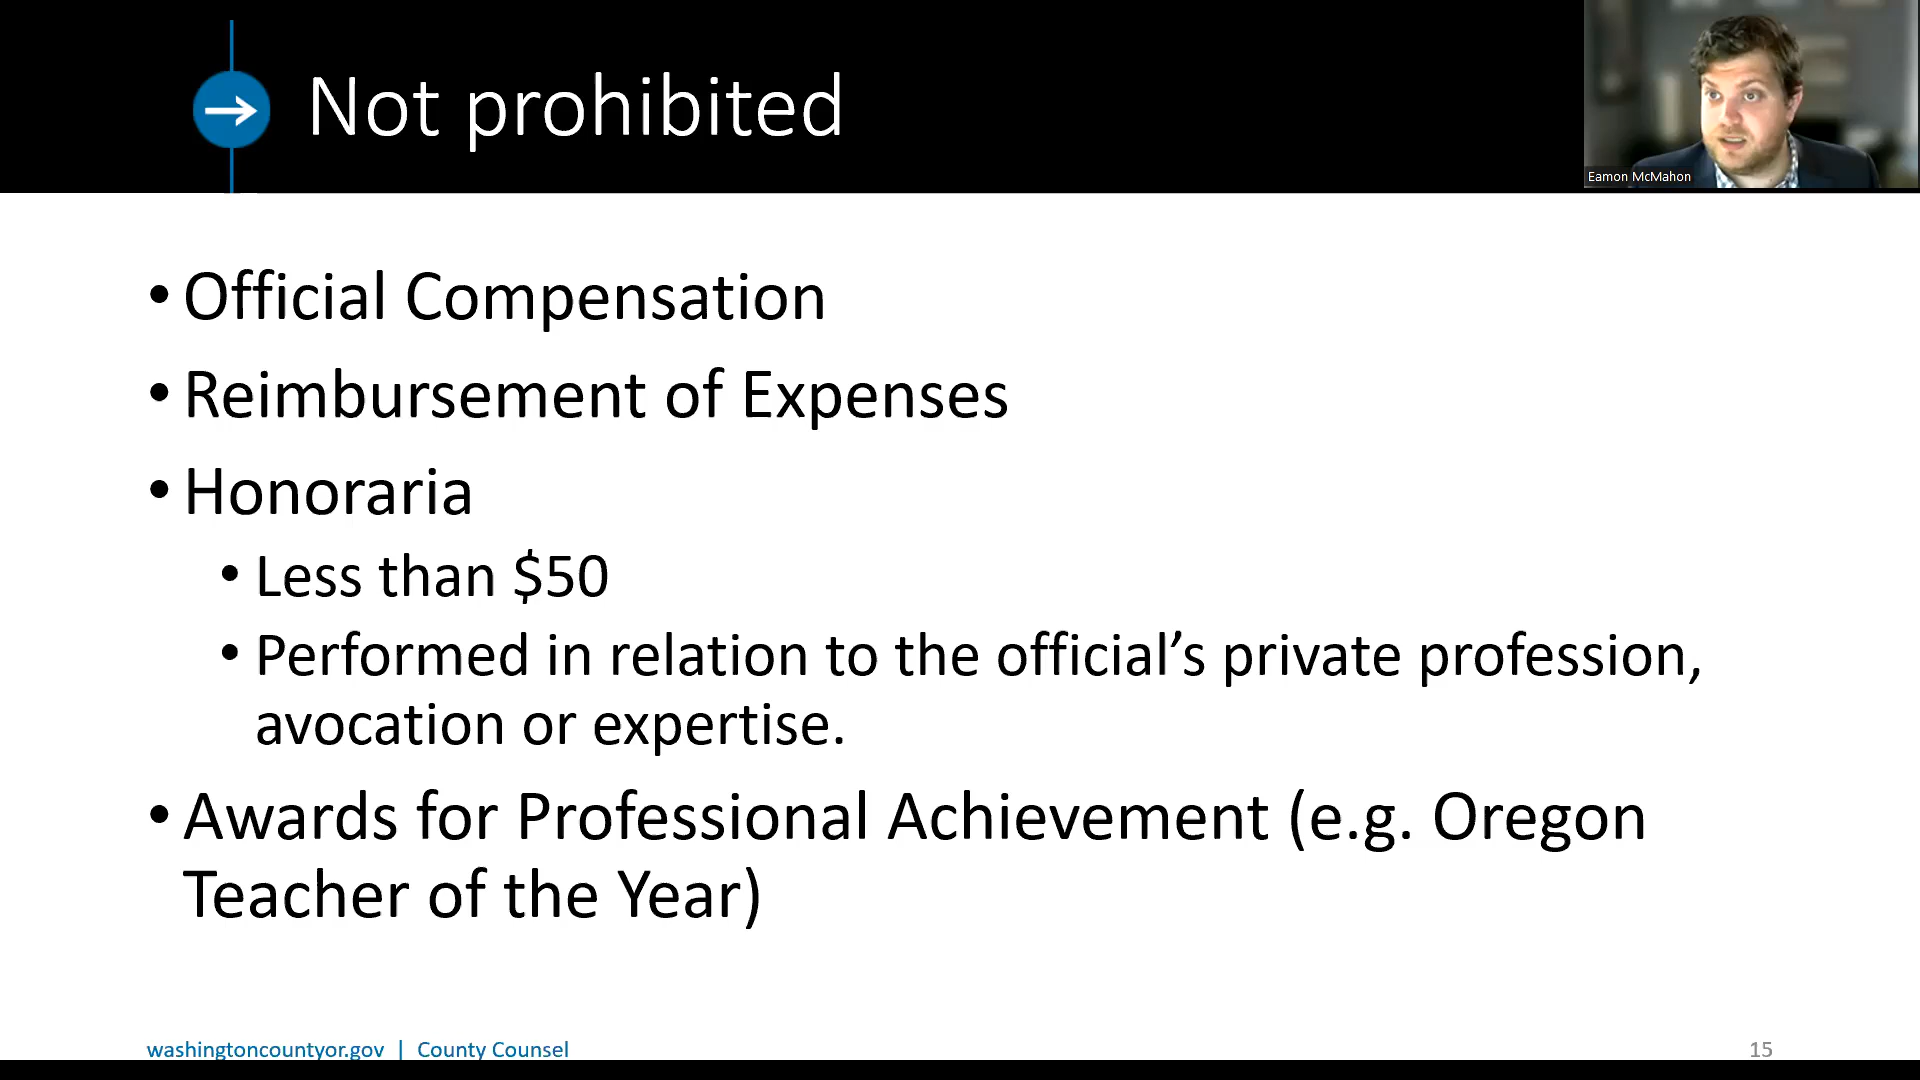 Not prohibited
Eamon McMahon
• Official Compensation
• Reimbursement of Expenses
• Honoraria
• Less than $50
• Performed in relation to the official’s private profession,
avocation or expertise.
• Awards for Professional Achievement (e.g. Oregon
Teacher of the Year)
washingtoncountyor.gov | County Counsel
15